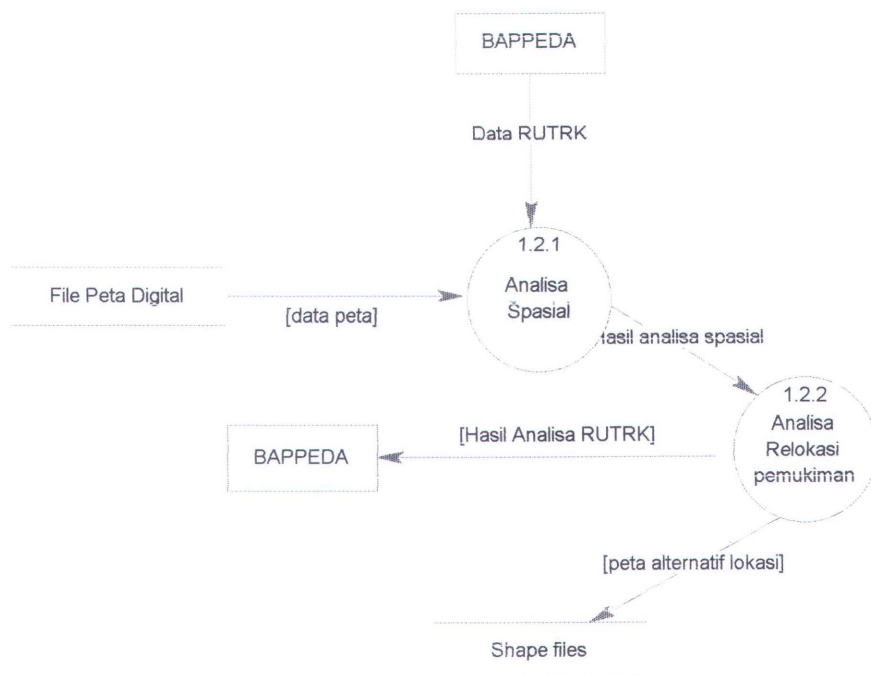 BAPPEDA
Data RUTRK
1.2.1
Analisa
Spasial
File Peta Digital
[data peta]
analisa spasial
1.2.2
Analisa
Relokasi
pemukiman
[Hasil Analisa RUTRK]
BAPPEDA
[peta alternatif lokasi]
Shape files